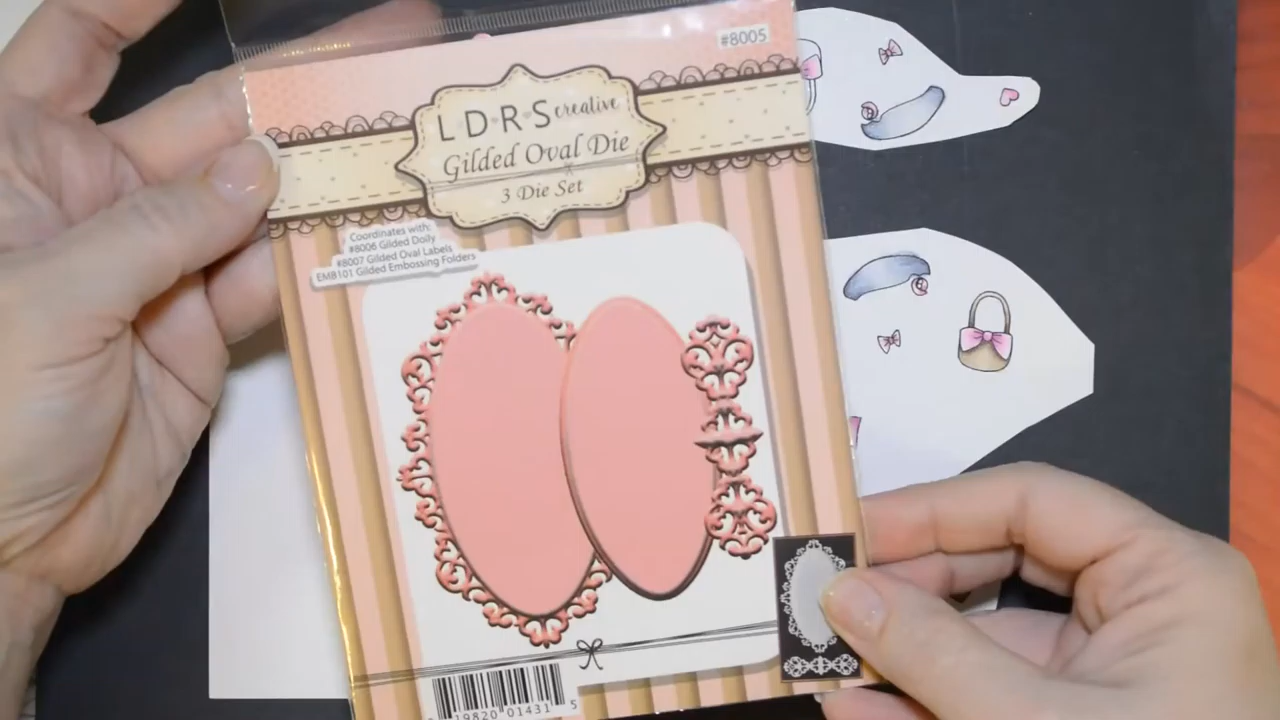 #8005
LDRS creative
Gilded Oval Die
3 Die Set
Coordinates with:
#8006 Gilded Doily
#8007 Gilded Oval Labels
EMB101 Gilded Embossing Folders
19820 01431 5